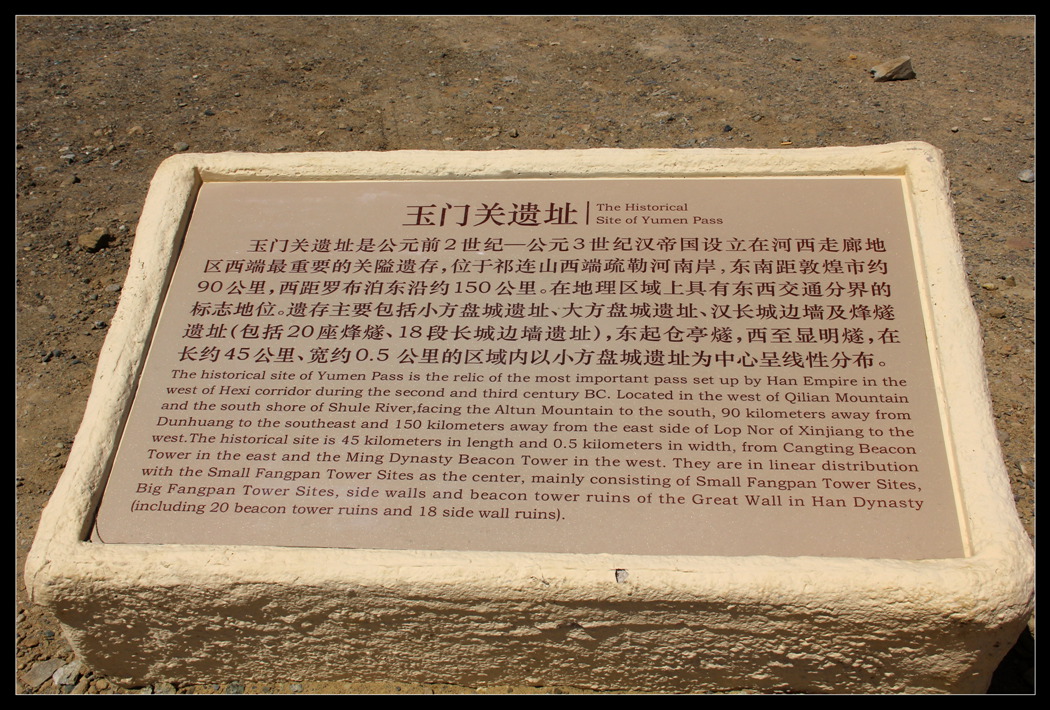 玉门关遗址
The Historical
Site of Yumen Pass
玉门关遗址是公元前2世纪—公元3世纪汉帝国设立在河西走廊地
区西端最重要的关隘遗存，位于祁连山西端疏勒河南岸，东南距敦煌市约
90公里，西距罗布泊东沿约150公里。在地理区域上具有东西交通分界的
标志地位。遗存主要包括小方盘城遗址、大方盘城遗址、汉长城边墙及烽燧
遗址(包括20座烽燧、18段长城边墙遗址)，东起仓亭燧，西至显明燧，在
长约45公里、宽约0.5 公里的区域内以小方盘城遗址为中心呈线性分布。
The historical site of Yumen Pass is the relic of the most important pass set up by Han Empire in the
west of Hexi corridor during the second and third century BC. Located in the west of Qilian Mountain
and the south shore of Shule River,facing the Altun Mountain to the south, 90 kilometers away from
Dunhuang to the southeast and 150 kilometers away from the east side of Lop Nor of Xinjiang to the
west.The historical site is 45 kilometers in length and 0.5 kilometers in width, from Cangting Beacon
Tower in the east and the Ming Dynasty Beacon Tower in the west. They are in linear distribution
with the Small Fangpan Tower Sites as the center, mainly consisting of Small Fangpan Tower Sites,
Big Fangpan Tower Sites, side walls and beacon tower ruins of the Great Wall in Han Dynasty
(including 20 beacon tower ruins and 18 side wall ruins).